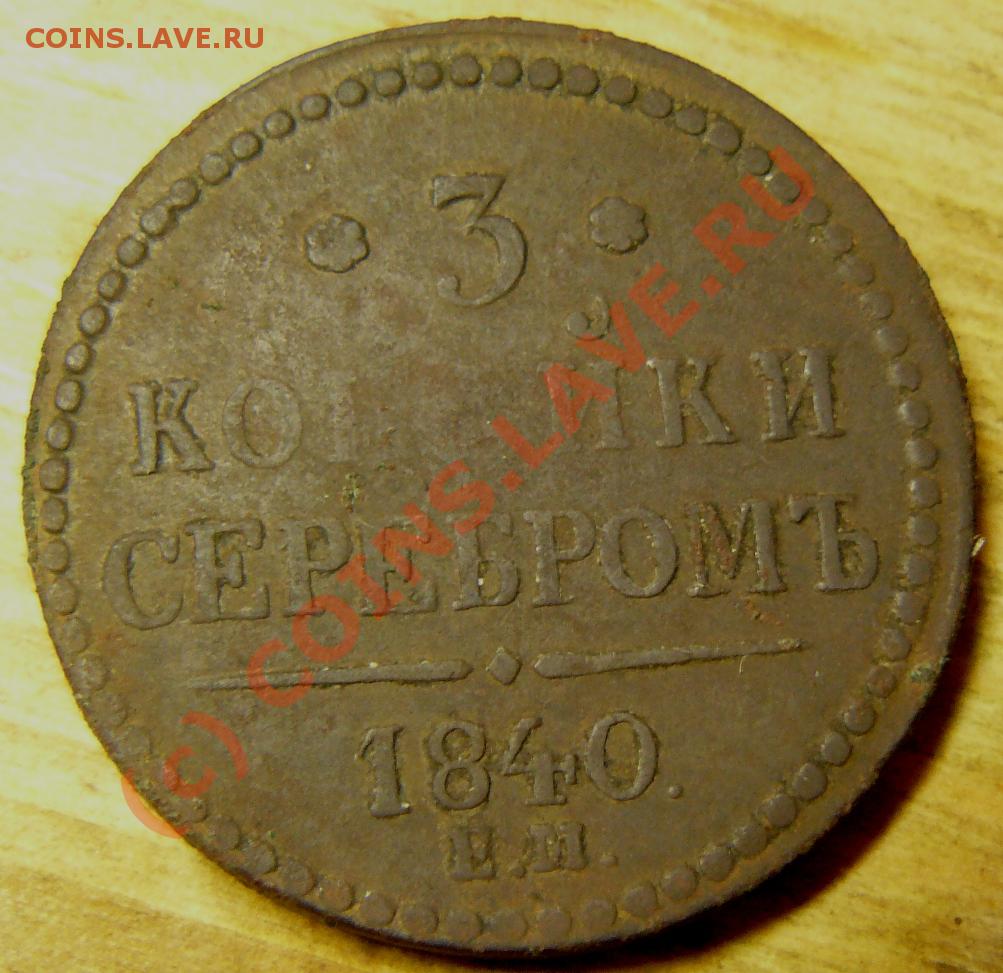 COINS.LAVE.RU
* 3 *
КОПѢЙКИ
СЕРЕБРОМЪ
1840.
Е.М.
(c) COINS.LAVE.RU